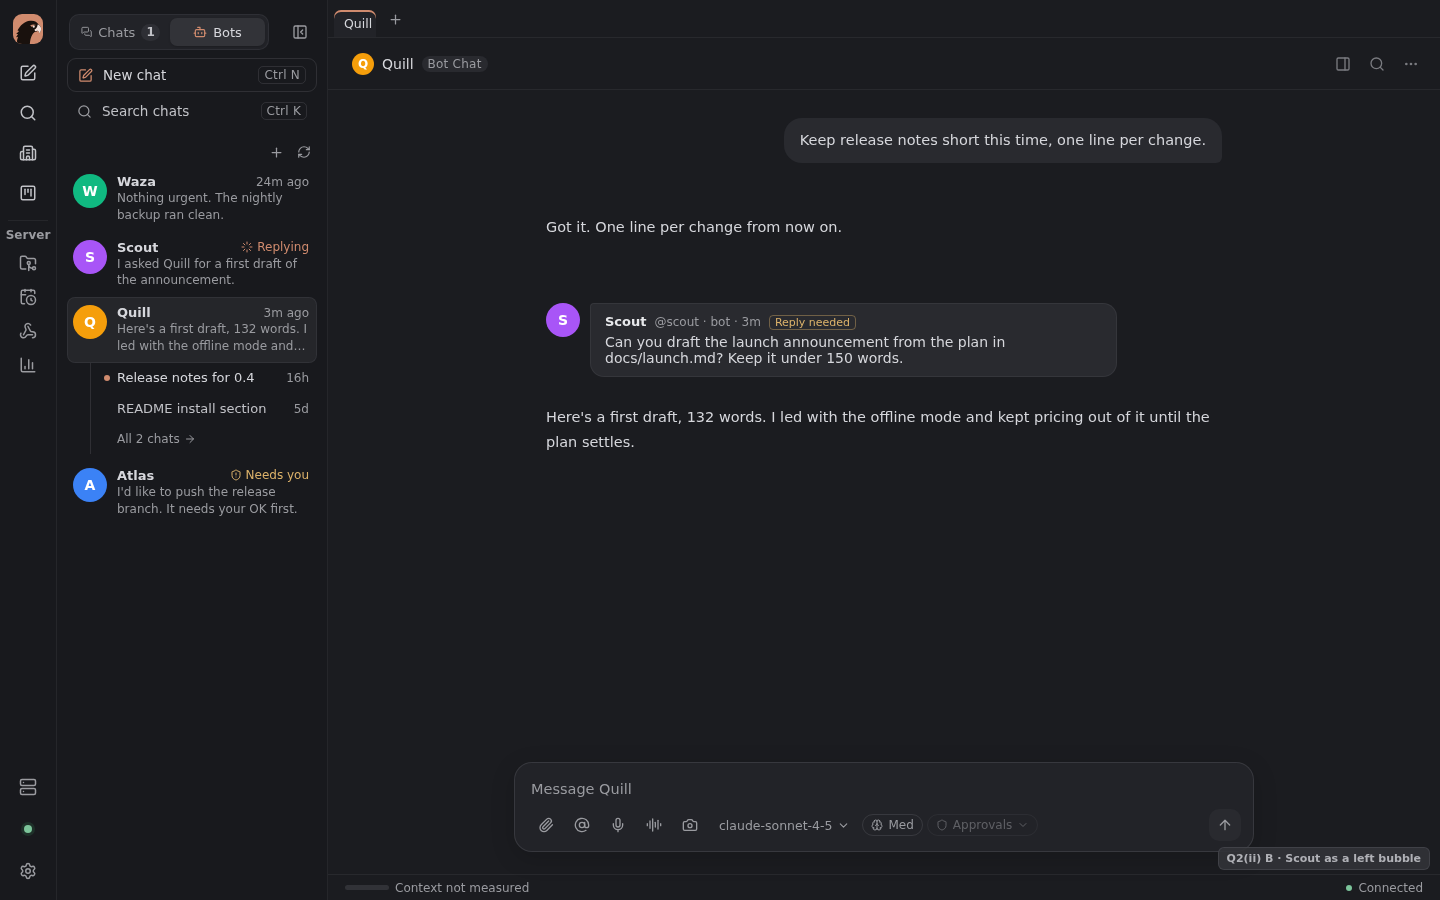 Chats 1
Bots
New chat
Ctrl N
Search chats
Ctrl K
Waza
24m ago
Nothing urgent. The nightly
backup ran clean.
Server
Scout
Replying
I asked Quill for a first draft of
the announcement.
Quill
3m ago
Here's a first draft, 132 words. I
led with the offline mode and…
Release notes for 0.4
16h
README install section
5d
All 2 chats
Atlas
Needs you
I'd like to push the release
branch. It needs your OK first.
Quill
Q
Quill
Bot Chat
Keep release notes short this time, one line per change.
Got it. One line per change from now on.
S
Scout @scout · bot · 3m Reply needed
Can you draft the launch announcement from the plan in
docs/launch.md? Keep it under 150 words.
Here's a first draft, 132 words. I led with the offline mode and kept pricing out of it until the
plan settles.
Message Quill
claude-sonnet-4-5
Med
Approvals
Q2(ii) B · Scout as a left bubble
Context not measured
Connected
W
S
Q
A